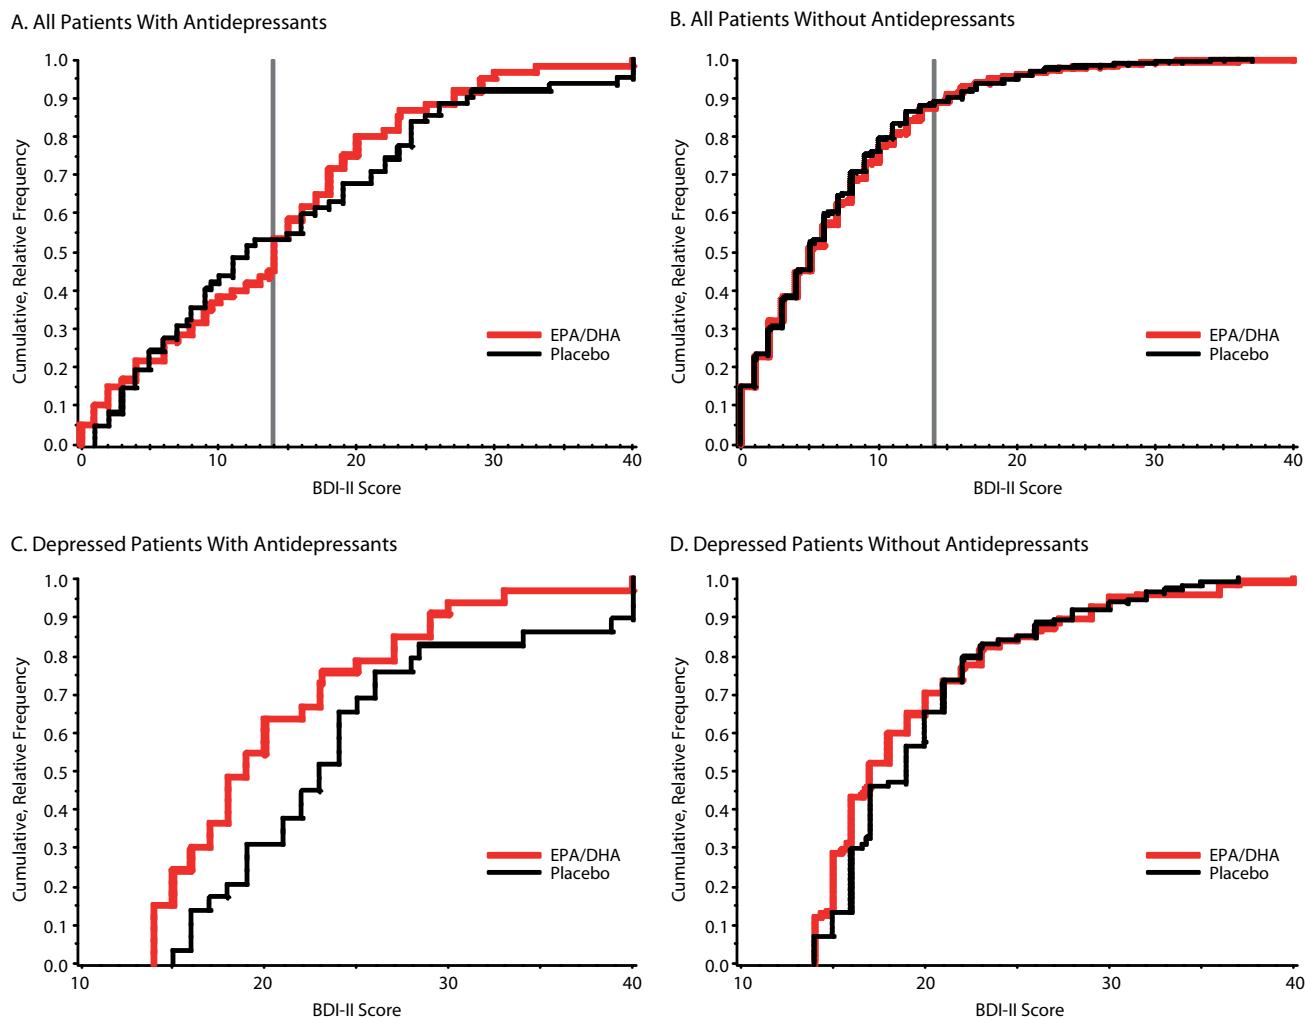 A. All Patients With Antidepressants
1.0
0.9
0.8
0.7
0.6
0.5
0.4
0.3
0.2
0.1
0.0
Cumulative, Relative Frequency
EPA/DHA
Placebo
0 10 20 30 40
BDI-II Score
B. All Patients Without Antidepressants
1.0
0.9
0.8
0.7
0.6
0.5
0.4
0.3
0.2
0.1
0.0
Cumulative, Relative Frequency
EPA/DHA
Placebo
0 10 20 30 40
BDI-II Score
C. Depressed Patients With Antidepressants
1.0
0.9
0.8
0.7
0.6
0.5
0.4
0.3
0.2
0.1
0.0
Cumulative, Relative Frequency
EPA/DHA
Placebo
10 20 30 40
BDI-II Score
D. Depressed Patients Without Antidepressants
1.0
0.9
0.8
0.7
0.6
0.5
0.4
0.3
0.2
0.1
0.0
Cumulative, Relative Frequency
EPA/DHA
Placebo
10 20 30 40
BDI-II Score